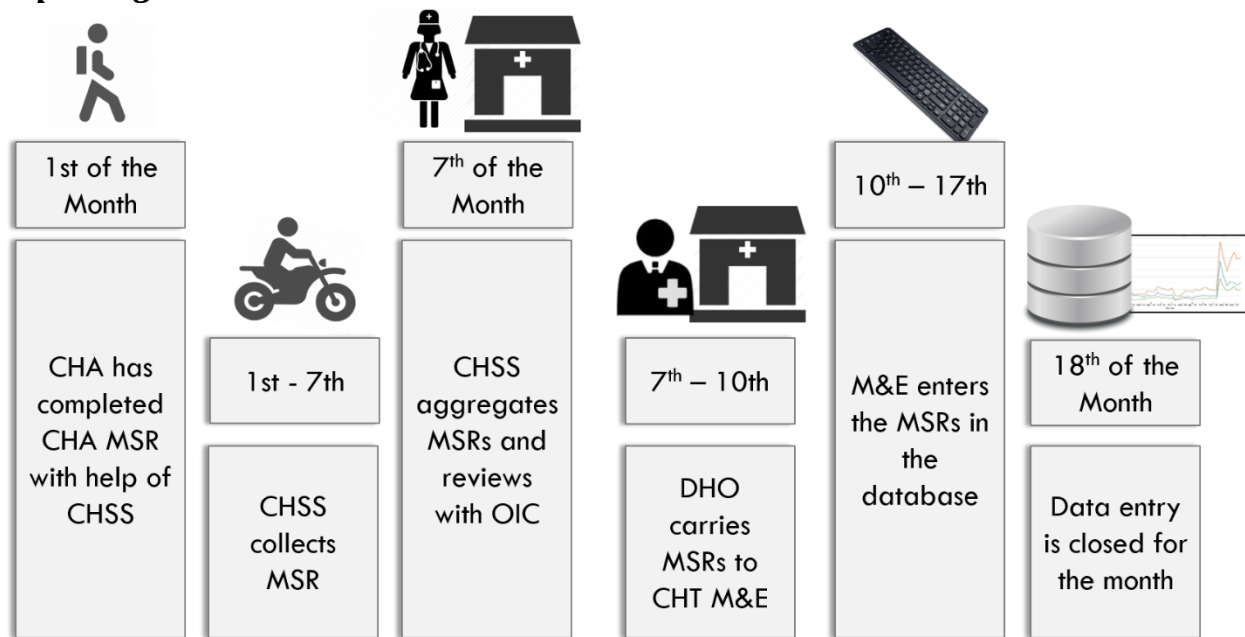 1st of the
Month
CHA has
completed
CHA MSR
with help of
CHSS
1st - 7th
CHSS
collects
MSR
7th of the
Month
CHSS
aggregates
MSRs and
reviews
with OIC
7th – 10th
DHO
carries
MSRs to
CHT M&E
10th – 17th
M&E enters
the MSRs in
the
database
18th of the
Month
Data entry
is closed for
the month